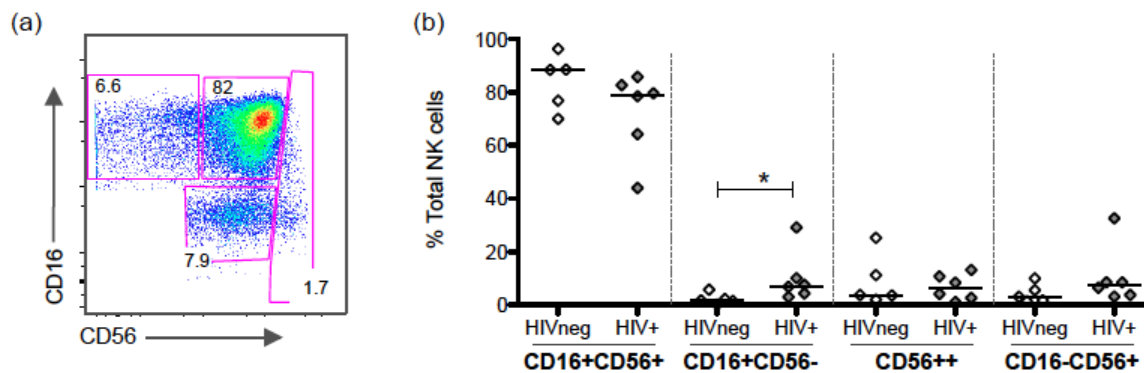 (a)
6.6
82
7.9
1.7
CD16
CD56
(b)
% Total NK cells
100
80
60
40
20
0
*
HIVneg HIV+ HIVneg HIV+ HIVneg HIV+ HIVneg HIV+
CD16+CD56+ CD16+CD56- CD56++ CD16-CD56+